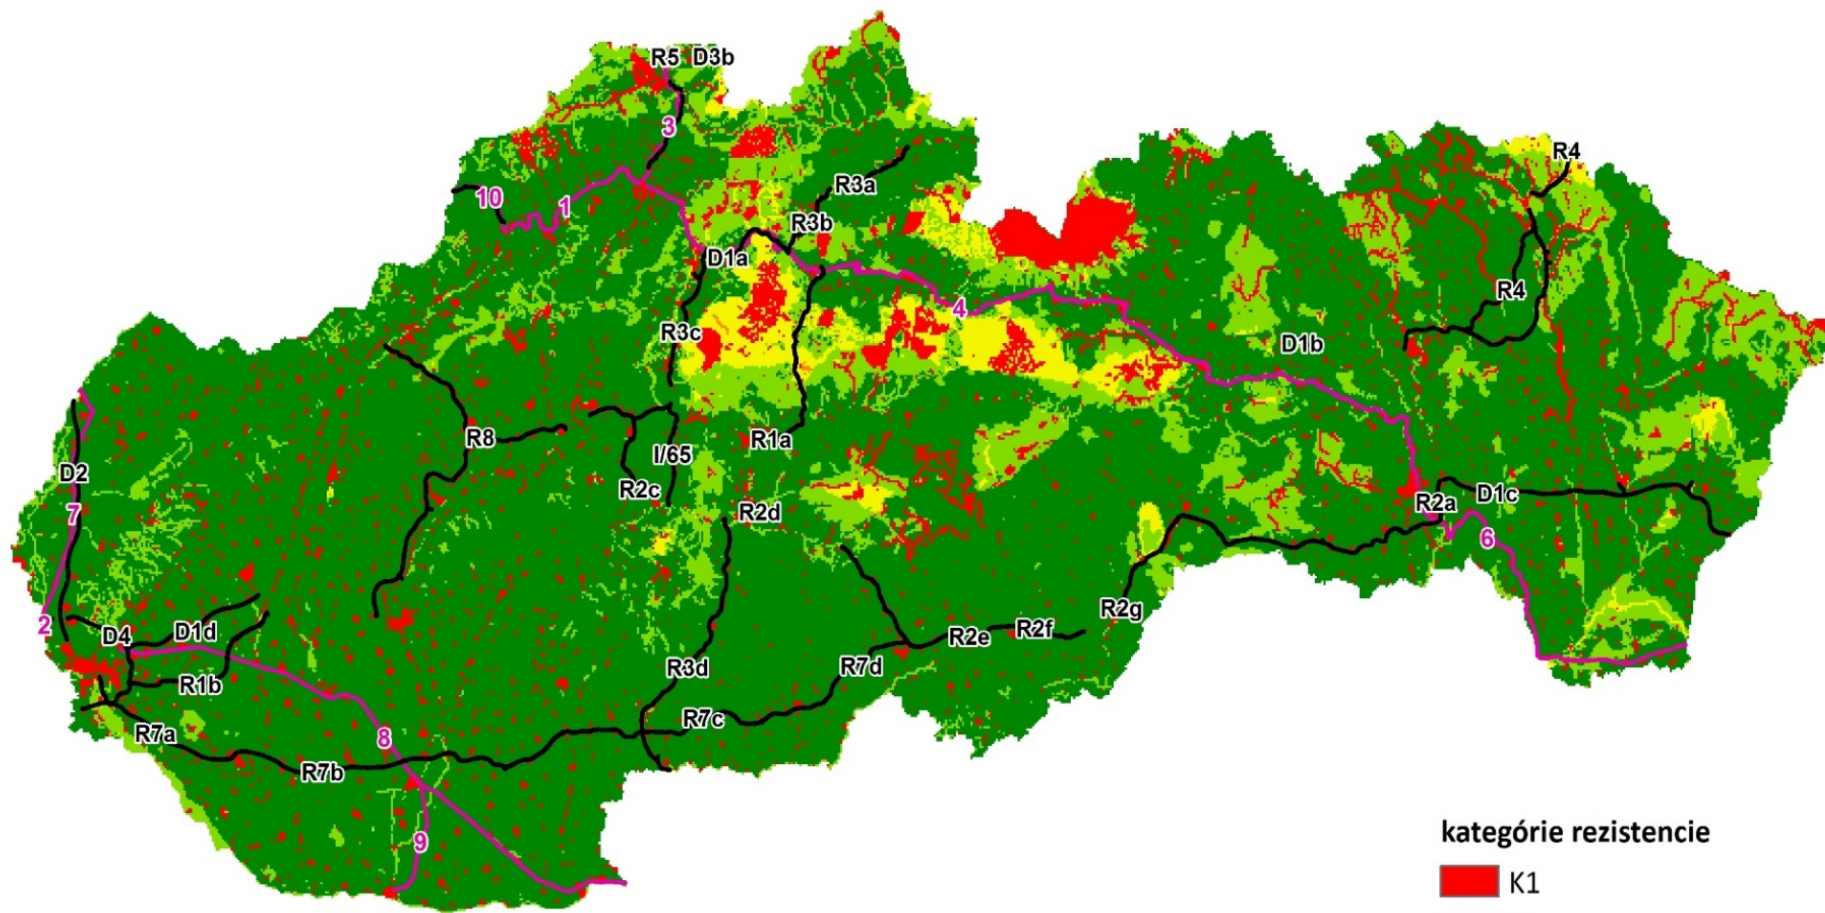 R5 D3b
3
R4
10
1
R3a
R3b
D1a
R4
4
R3c
D1b
R8
R1a
I/65
D2
R2c
R2a
D1c
7
R2d
6
2
D4
D1d
R2g
R2e
R2f
R3d
R7d
R1b
R7c
R7a
8
R7b
9
kategórie rezistencie
K1